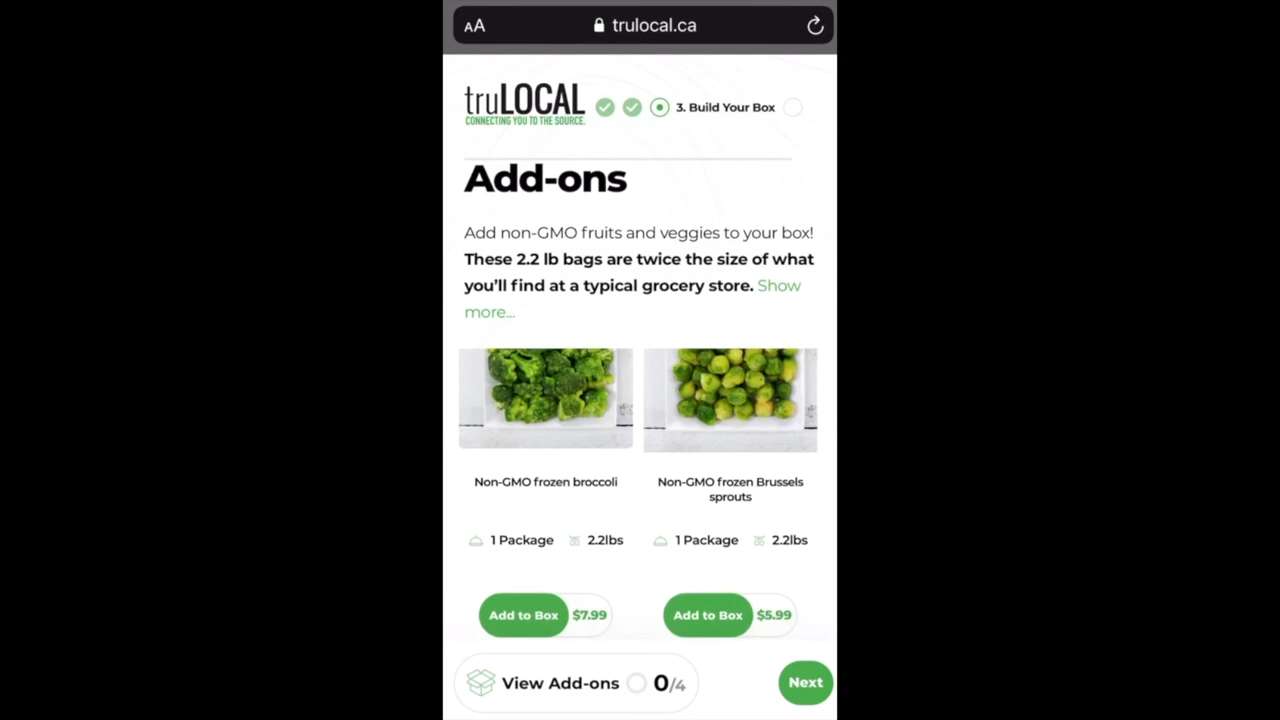 AA trulocal.ca
truLOCAL
CONNECTING YOU TO THE SOURCE.
3. Build Your Box
Add-ons
Add non-GMO fruits and veggies to your box!
These 2.2 lb bags are twice the size of what
you'll find at a typical grocery store. Show
more...
Non-GMO frozen broccoli
Non-GMO frozen Brussels
sprouts
1 Package 2.2lbs
1 Package 2.2lbs
Add to Box $7.99
Add to Box $5.99
View Add-ons 0/4
Next